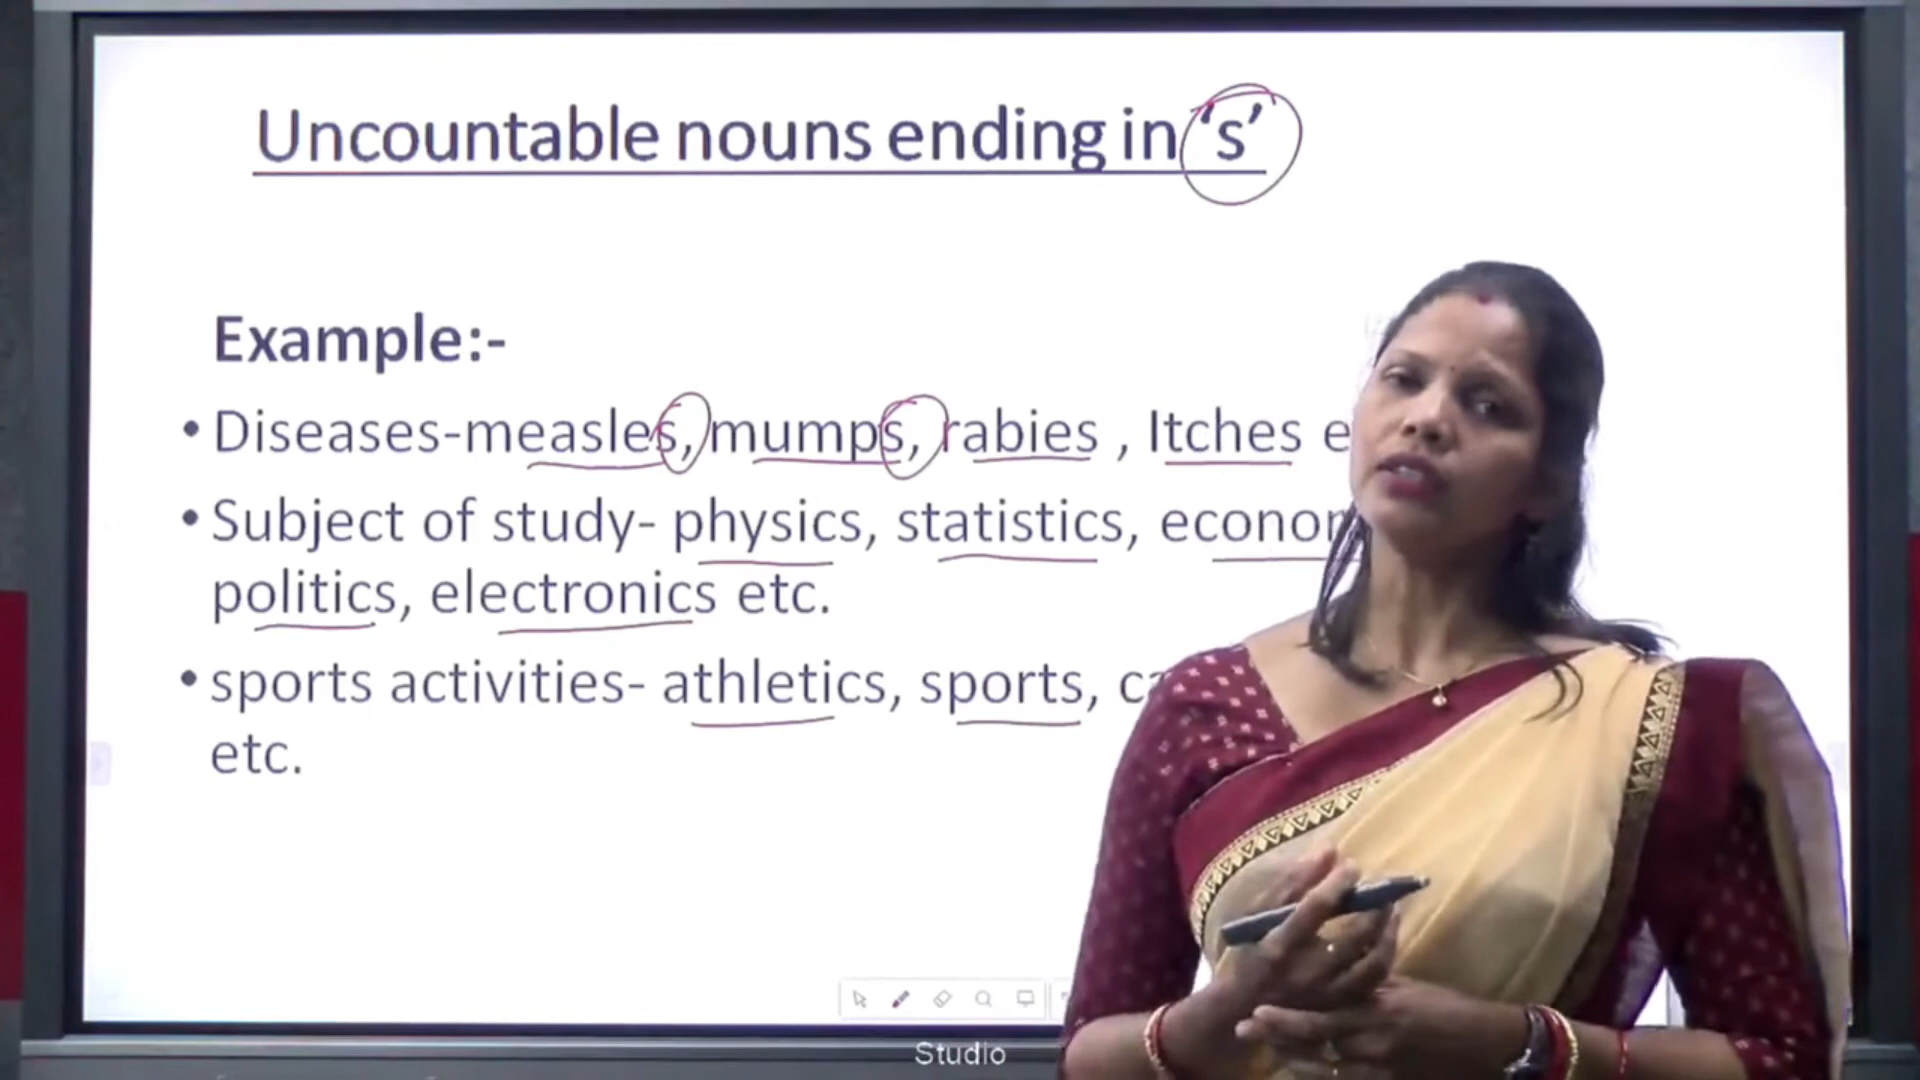 Uncountable nouns ending in ‘s’
Example:-
• Diseases-measles, mumps, rabies , Itches
• Subject of study- physics, statistics,
politics, electronics etc.
• sports activities- athletics, sports,
etc.
Studio